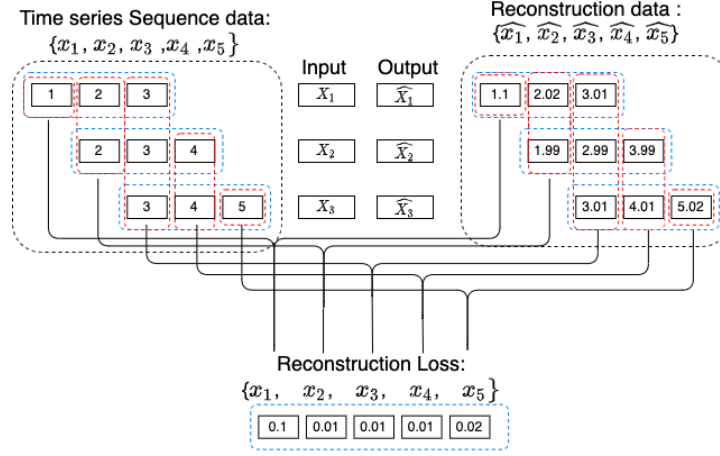 Time series Sequence data:
{x₁, x₂, x₃ ,x₄ ,x₅}
Reconstruction data :
{x̂₁, x̂₂, x̂₃, x̂₄, x̂₅}
Input Output
1 2 3
X₁ X̂₁
1.1 2.02 3.01
2 3 4
X₂ X̂₂
1.99 2.99 3.99
3 4 5
X₃ X̂₃
3.01 4.01 5.02
Reconstruction Loss:
{x₁, x₂, x₃, x₄, x₅}
0.1 0.01 0.01 0.01 0.02